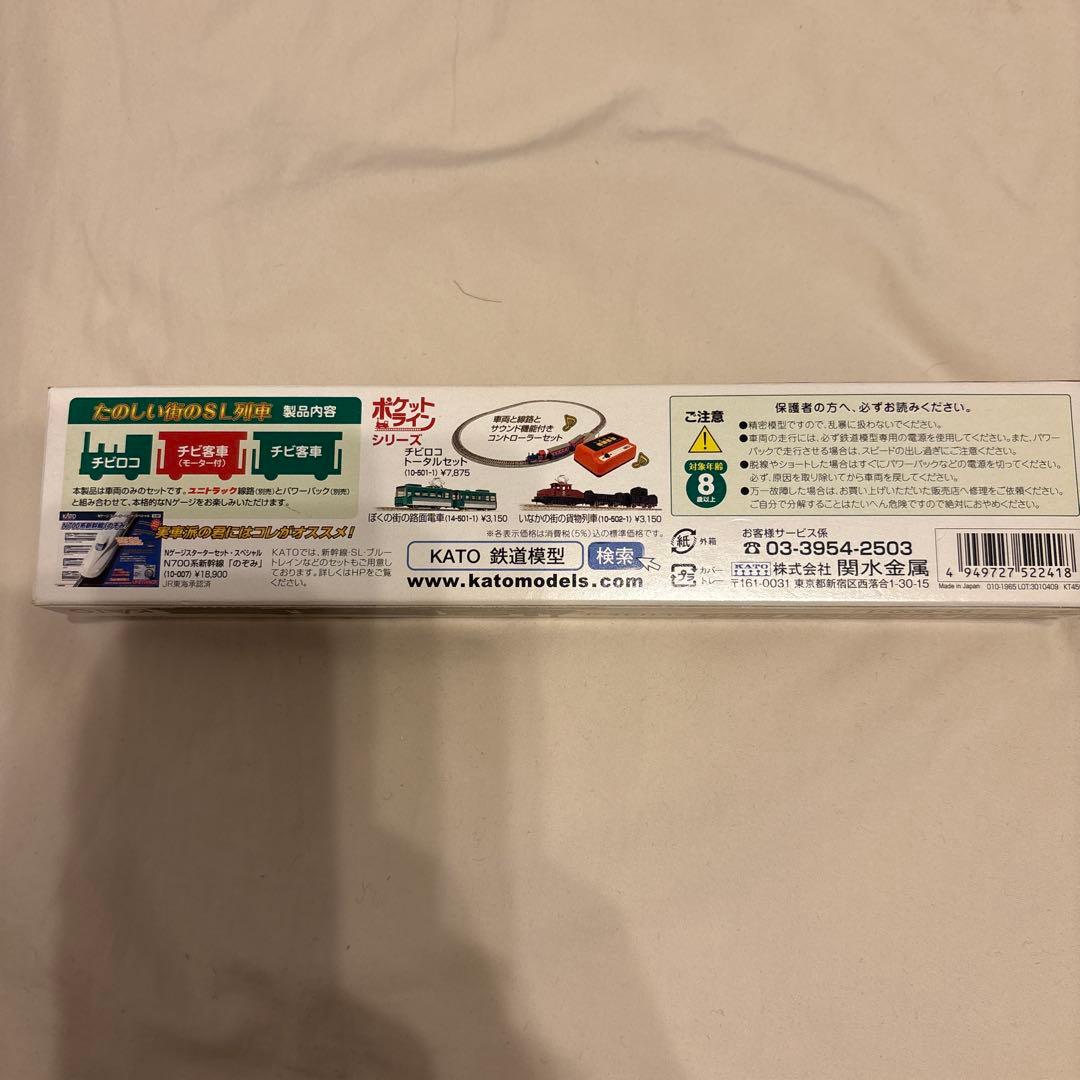 たのしい街のSL列車 製品内容
チビロコ
チビ客車
(モーター付)
チビ客車
本製品は車両のみのセットです。ユニトラック線路(別売)とパワーパック(別売)
と組み合わせて、本格的なNゲージをお楽しみいただけます。
KATO
実車派の君にはコレがオススメ!
Nゲージスターターセット・スペシャル
N700系新幹線「のぞみ」
(10-007) ¥18,900
JR東海承認済
KATOでは、新幹線・SL・ブルー
トレインなどのセットもご用意し
ております。詳しくはHPをご覧
ください。
ポケット
ライン
シリーズ
車両と線路と
サウンド機能付き
コントローラーセット
チビロコ
トータルセット
(10-501-1) ¥7,875
ぼくの街の路面電車(14-501-1) ¥3,150
いなかの街の貨物列車(10-502-1) ¥3,150
※各表示価格は消費税(5%)込の標準価格です。
KATO 鉄道模型 検索
www.katomodels.com
ご注意
対象年齢
8
歳以上
保護者の方へ、必ずお読みください。
●精密模型ですので、乱暴に扱わないでください。
●車両の走行には、必ず鉄道模型専用の電源を使用してください。また、パワー
パックで走行させる場合は、スピードの出し過ぎにご注意ください。
●脱線やショートした場合はすぐにパワーパックなどの電源を切ってください。
必ず、原因を取り除いてから車両を戻してください。
●万一故障した場合は、お買い上げいただいた販売店へ修理をご依頼ください。
ご自分で分解することはたいへん危険ですので絶対におやめください。
紙 外箱
プラ カバー
トレー
お客様サービス係
☎03-3954-2503
KATO 株式会社 関水金属
〒161-0031 東京都新宿区西落合1-30-15
4 949727 522418
Made in Japan 010-1965 LOT:3010409